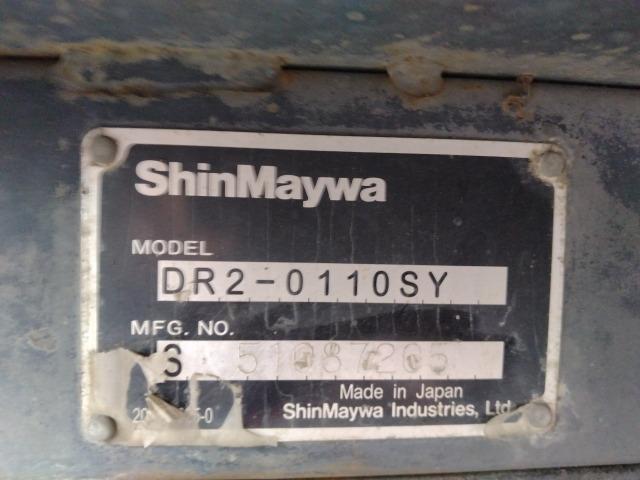 ShinMaywa
MODEL
DR2-0110SY
MFG. NO.
Made in Japan
ShinMaywa Industries, Ltd